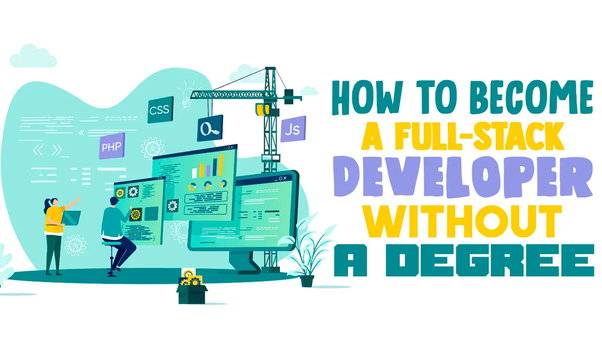 CSS
PHP
Js
HOW TO BECOME
A FULL-STACK
DEVELOPER
WITHOUT
A DEGREE